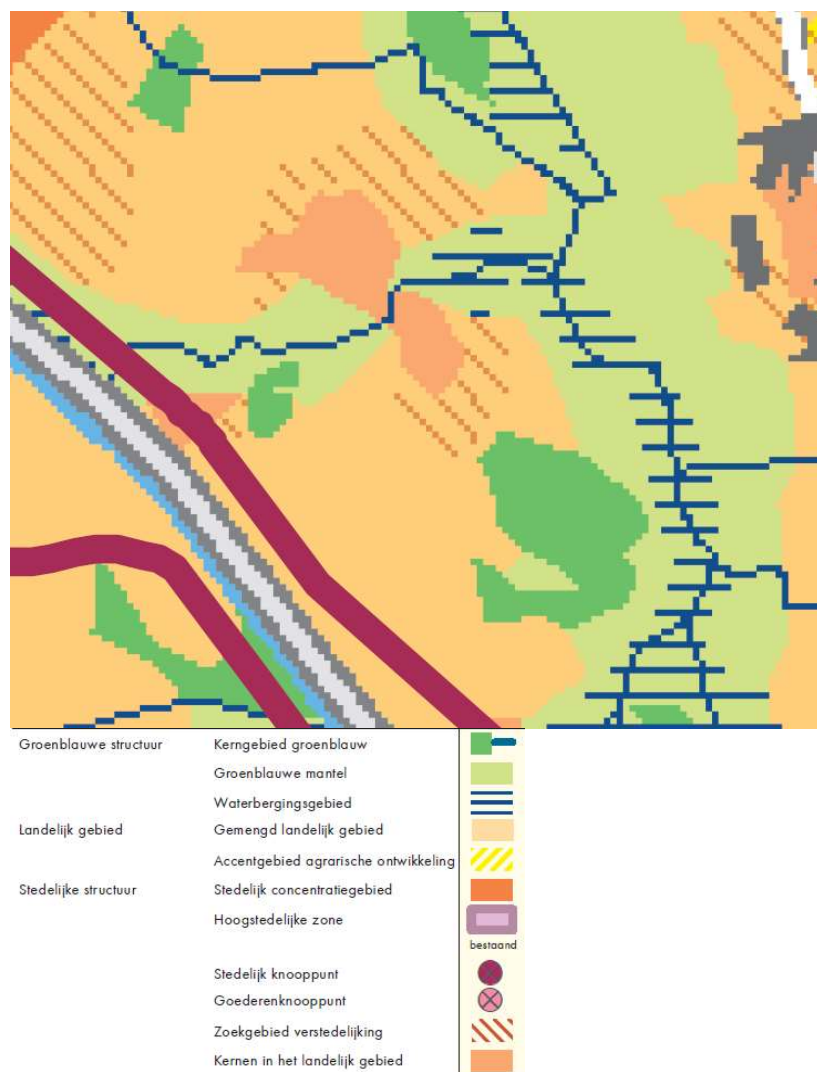 Groenblauwe structuur Kerngebied groenblauw
Groenblauwe mantel
Waterbergingsgebied
Landelijk gebied Gemengd landelijk gebied
Accentgebied agrarische ontwikkeling
Stedelijke structuur Stedelijk concentratiegebied
Hoogstedelijke zone
bestaand
Stedelijk knooppunt
Goederenknooppunt
Zoekgebied verstedelijking
Kernen in het landelijk gebied